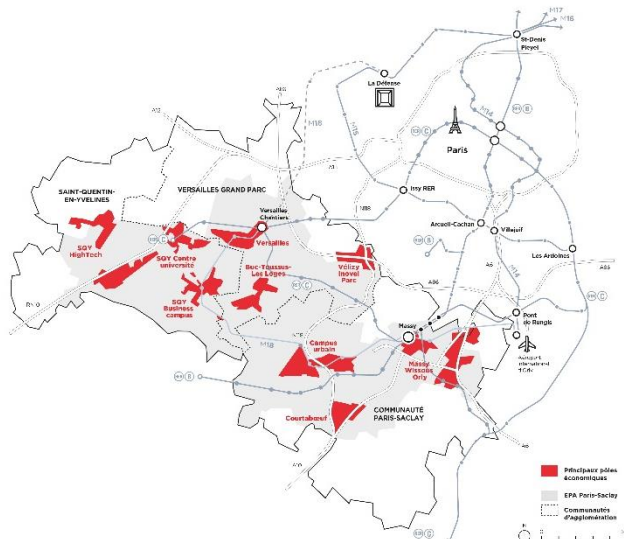 M17
M16
St-Denis
Pleyel
La Défense
A13
M18
M15
M14
Paris
SAINT-QUENTIN-
EN-YVELINES
VERSAILLES GRAND PARC
Versailles
Chantiers
Issy RER
SQY
HighTech
SQY Centre
université
Versailles
Arcueil-Cachan
Villejuif
Les Ardoines
Vélizy
Inovel
Parc
Buc-Toussus-
Les Loges
SQY
Business
campus
A86
M18
Campus
urbain
Massy
Pont
de Rungis
Aéroport
international
d'Orly
Massy
Wissous
Orly
Courtabœuf
COMMUNAUTÉ
PARIS-SACLAY
A10
A6
Principaux pôles
économiques
EPA Paris-Saclay
Communautés
d'agglomération